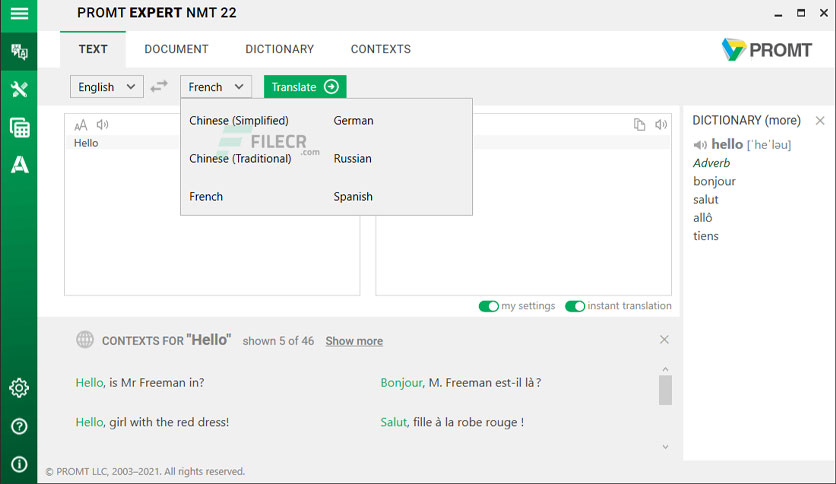 PROMT EXPERT NMT 22
TEXT DOCUMENT DICTIONARY CONTEXTS
PROMT
English French Translate
Chinese (Simplified) German
Chinese (Traditional) Russian
French Spanish
FILECR
.com
AA
Hello
DICTIONARY (more)
hello [ˈheˈləu]
Adverb
bonjour
salut
allô
tiens
my settings instant translation
CONTEXTS FOR "Hello" shown 5 of 46 Show more
Hello, is Mr Freeman in? Bonjour, M. Freeman est-il là ?
Hello, girl with the red dress! Salut, fille à la robe rouge !
© PROMT LLC, 2003–2021. All rights reserved.